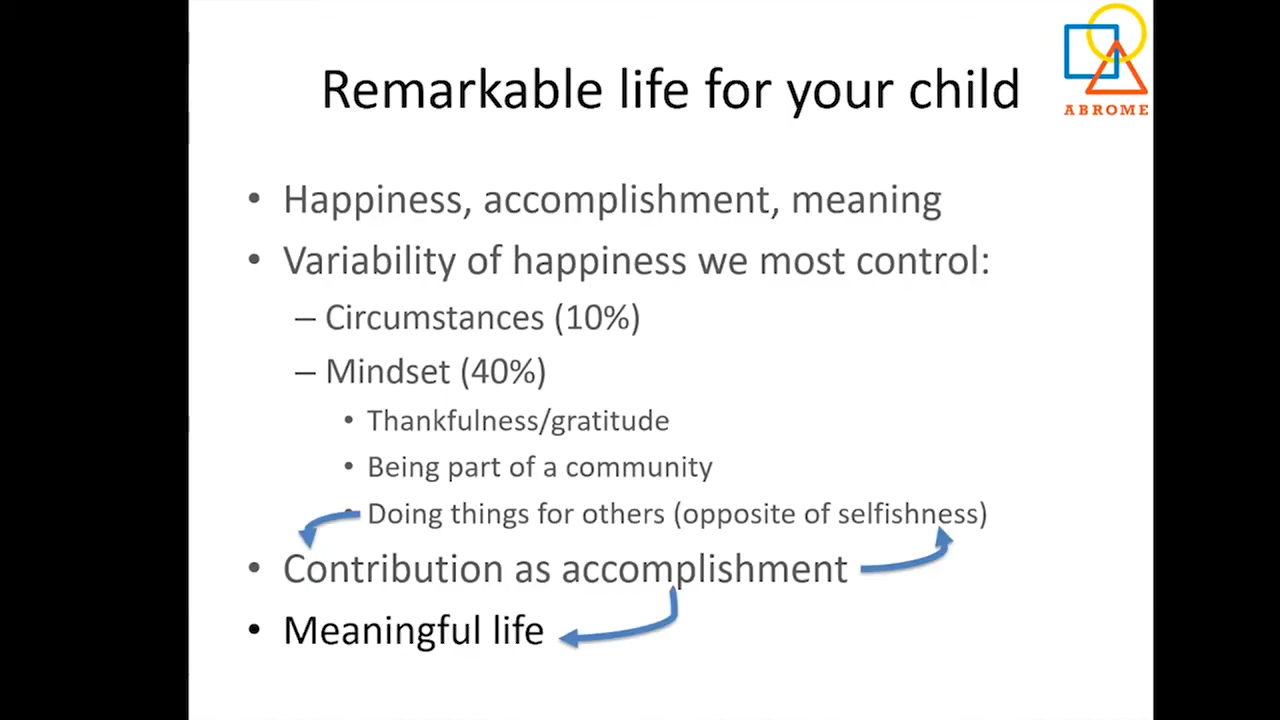 Remarkable life for your child
ABROME
• Happiness, accomplishment, meaning
• Variability of happiness we most control:
– Circumstances (10%)
– Mindset (40%)
• Thankfulness/gratitude
• Being part of a community
• Doing things for others (opposite of selfishness)
• Contribution as accomplishment
• Meaningful life